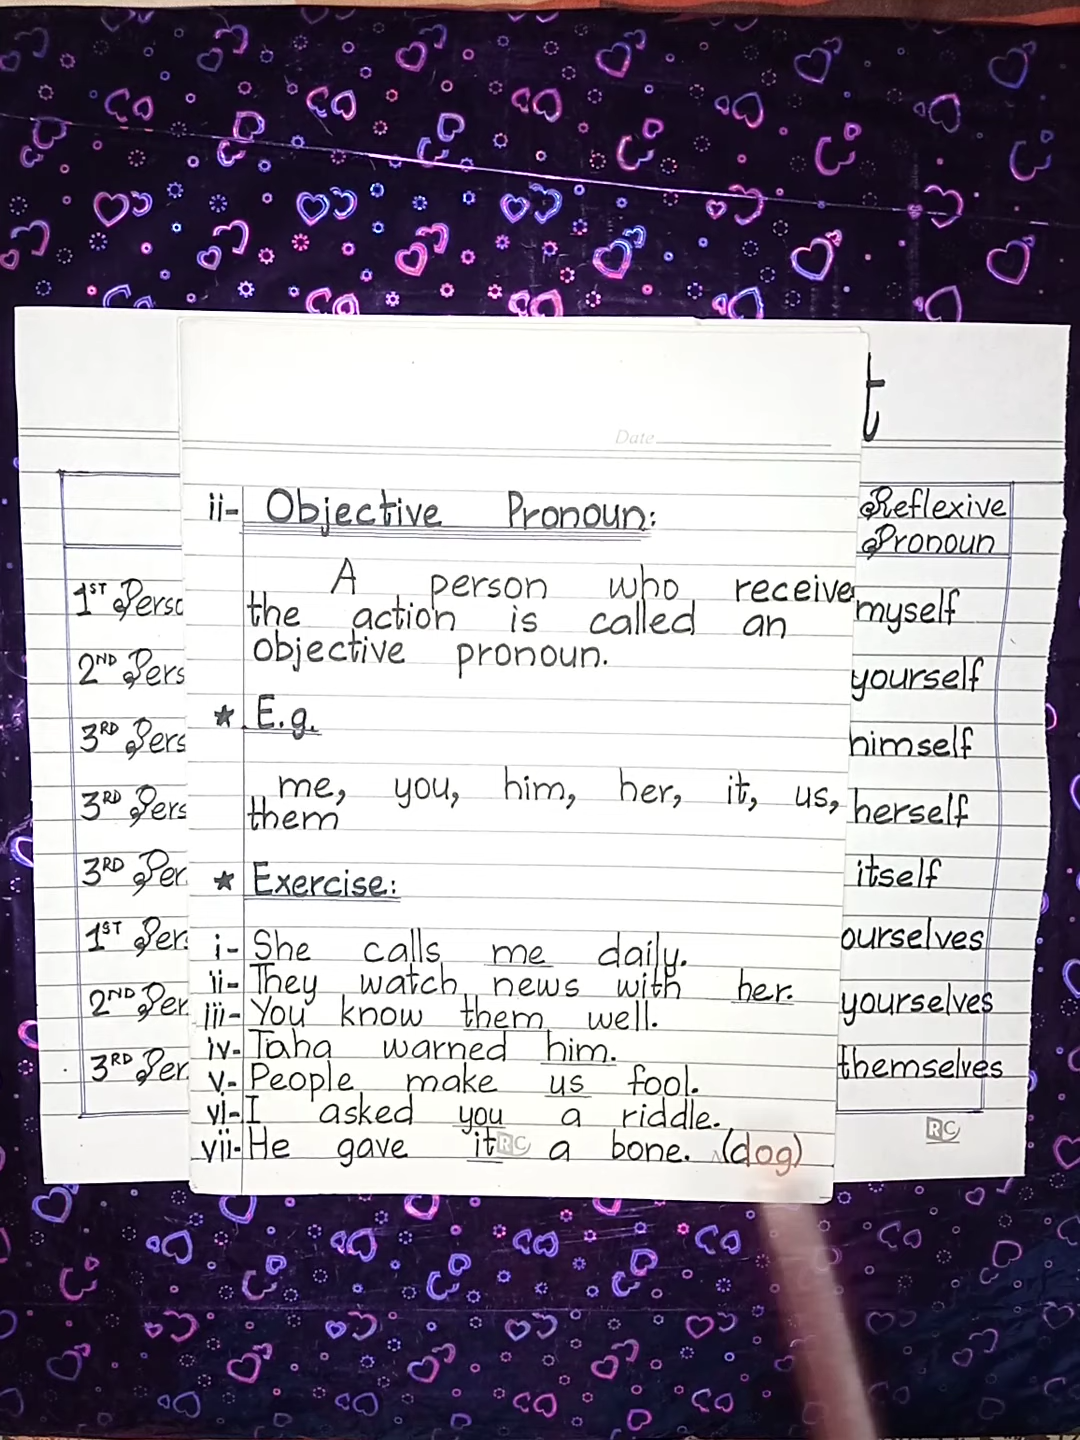 t
Date
ii- Objective Pronoun:
Reflexive
Pronoun
A person who receive
the action is called an
objective pronoun.
★ E.g.
me, you, him, her, it, us,
them
★ Exercise:
i- She calls me daily.
ii- They watch news with her.
iii- You know them well.
iv- Taha warned him.
v- People make us fool.
vi- I asked you a riddle.
vii- He gave it a bone. (dog)
RC
1ST Perso
2ND Pers
3RD Pers
3RD Pers
3RD Per
1ST Per
2ND Per
3RD Per
myself
yourself
himself
herself
itself
ourselves
yourselves
themselves
RC